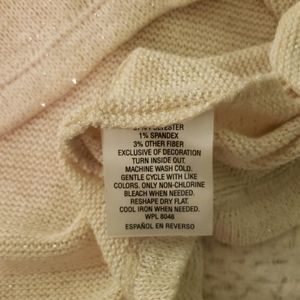 POLYESTER
1% SPANDEX
3% OTHER FIBER
EXCLUSIVE OF DECORATION
TURN INSIDE OUT.
MACHINE WASH COLD.
GENTLE CYCLE WITH LIKE
COLORS. ONLY NON-CHLORINE
BLEACH WHEN NEEDED.
RESHAPE DRY FLAT.
COOL IRON WHEN NEEDED.
WPL 8046
ESPAÑOL EN REVERSO